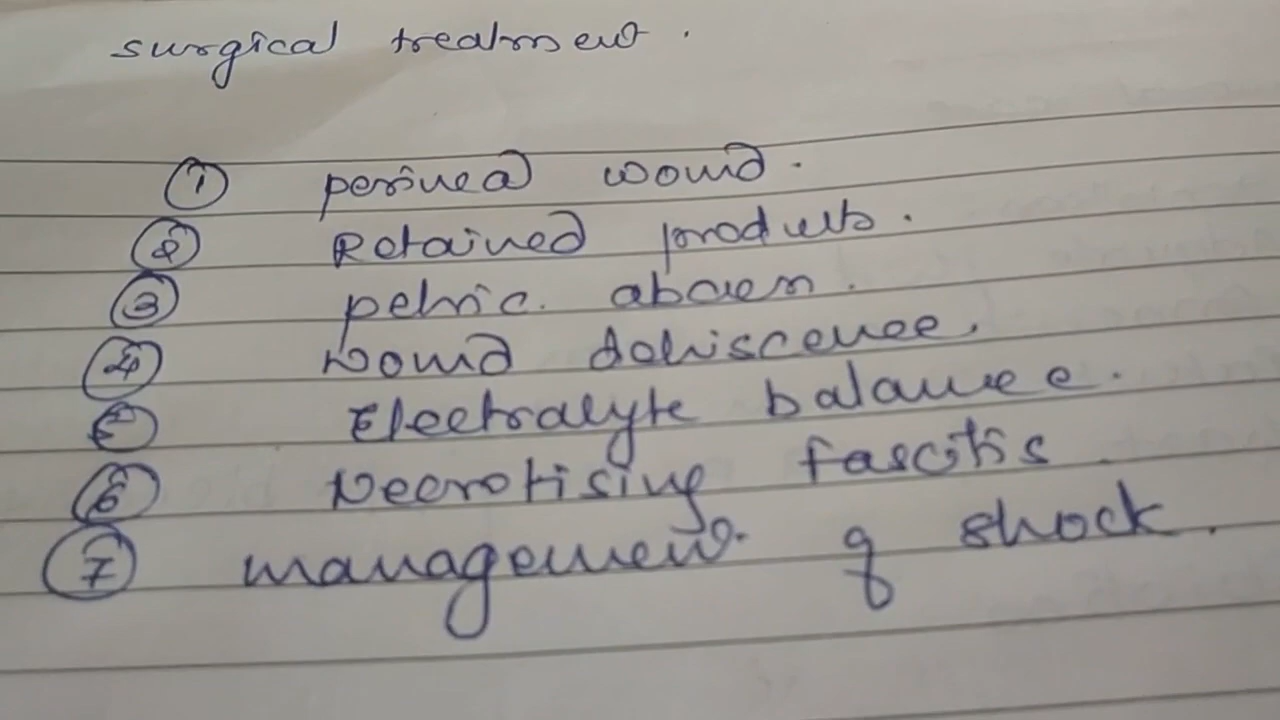 surgical treatment.
① perineal wound.
② Retained products.
③ pelvic. abscess.
④ wound dehiscence.
⑤ Electrolyte balance.
⑥ Necrotising fascitis
⑦ management of shock.